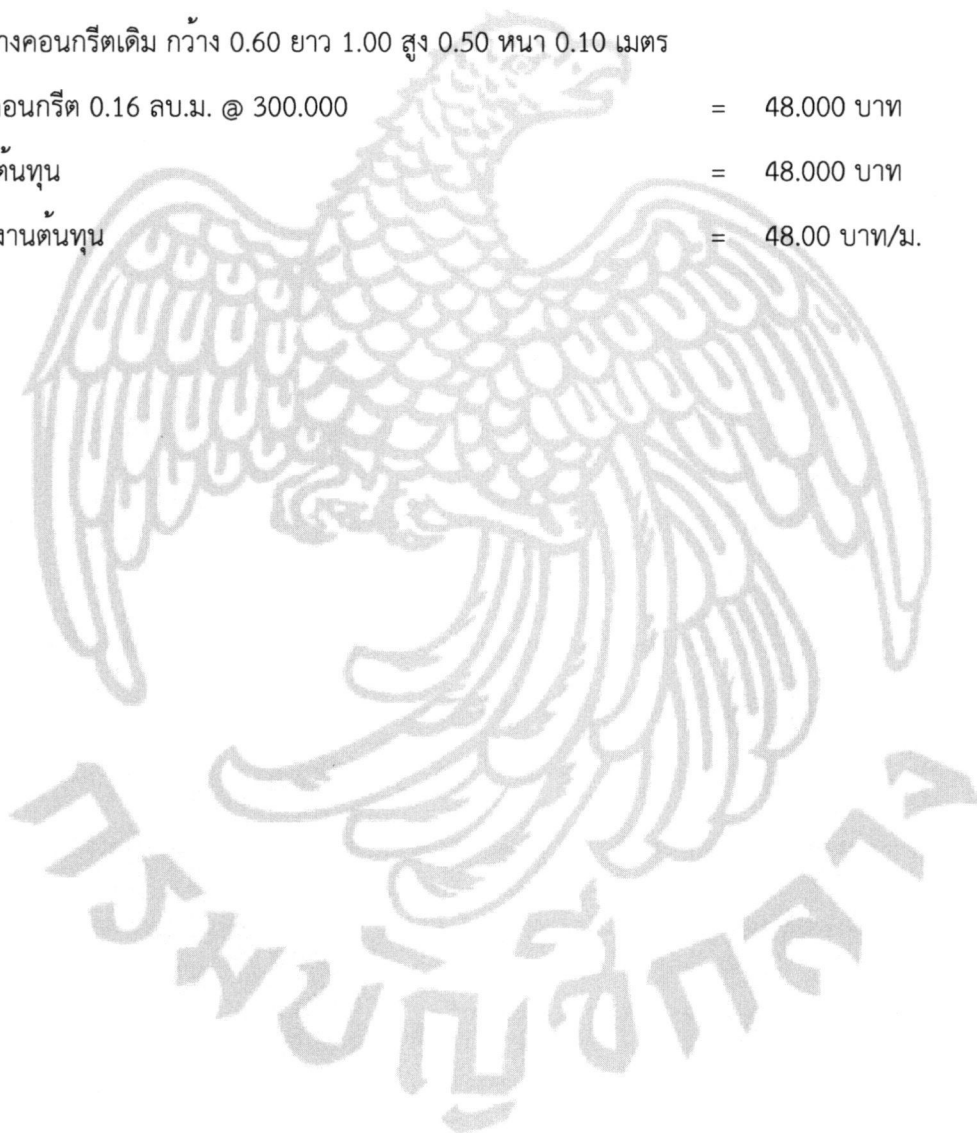 างคอนกรีตเดิม กว้าง 0.60 ยาว 1.00 สูง 0.50 หนา 0.10 เมตร
อนกรีต 0.16 ลบ.ม. @ 300.000 = 48.000 บาท
ต้นทุน = 48.000 บาท
งานต้นทุน = 48.00 บาท/ม.
กรมบัญชีกลาง